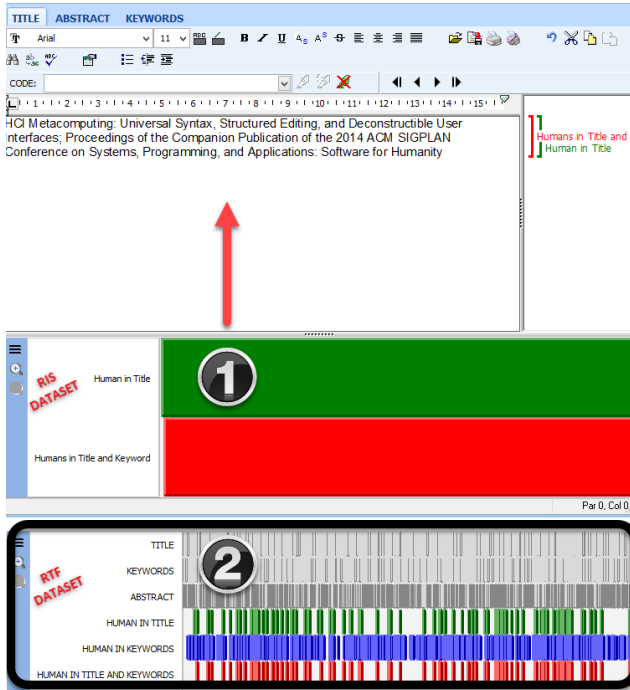 TITLE ABSTRACT KEYWORDS
Arial 11
CODE:
1 2 3 4 5 6 7 8 9 10 11 12 13 14 15
HCI Metacomputing: Universal Syntax, Structured Editing, and Deconstructible User
Interfaces; Proceedings of the Companion Publication of the 2014 ACM SIGPLAN
Conference on Systems, Programming, and Applications: Software for Humanity
Humans in Title and
Human in Title
1
RIS
DATASET
Human in Title
Humans in Title and Keyword
Par 0, Col 0
2
RTF
DATASET
TITLE
KEYWORDS
ABSTRACT
HUMAN IN TITLE
HUMAN IN KEYWORDS
HUMAN IN TITLE AND KEYWORDS